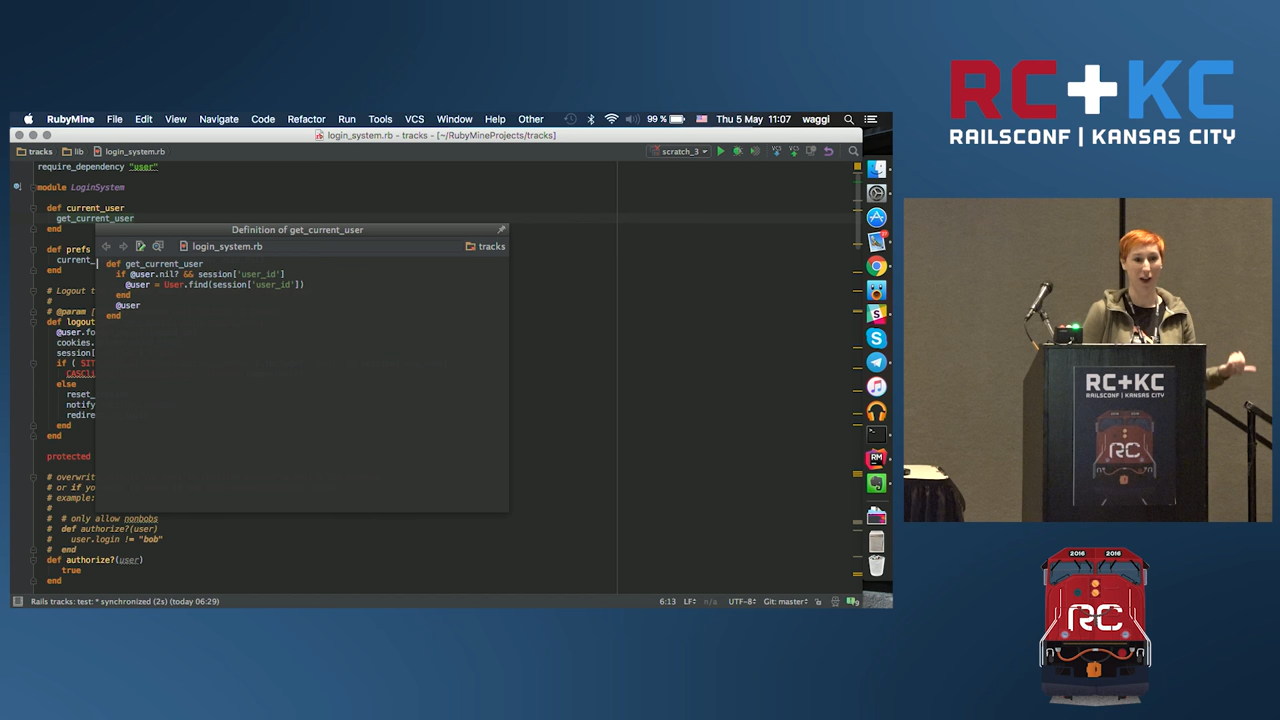 RubyMine File Edit View Navigate Code Refactor Run Tools VCS Window Help Other 99 % Thu 5 May 11:07 waggi
login_system.rb - tracks - [~/RubyMineProjects/tracks]
tracks lib login_system.rb scratch_3
require_dependency "user"
module LoginSystem
def current_user
get_current_user
end
def prefs
current_
end
# Logout t
#
# @param [
def logout
@user.fo
cookies.
session[
if ( SIT
CASCli
else
reset_
notify
redire
end
end
protected
# overwrit
# or if yo
# example:
#
# # only allow nonbobs
# def authorize?(user)
# user.login != "bob"
# end
def authorize?(user)
true
end
Definition of get_current_user
login_system.rb tracks
def get_current_user
if @user.nil? && session['user_id']
@user = User.find(session['user_id'])
end
@user
end
Rails tracks: test: * synchronized (2s) (today 06:29) 6:13 LF n/a UTF-8 Git: master
RC+KC
RAILSCONF | KANSAS CITY
RC+KC
RAILSCONF | KANSAS CITY
RC
2016 2016
RC